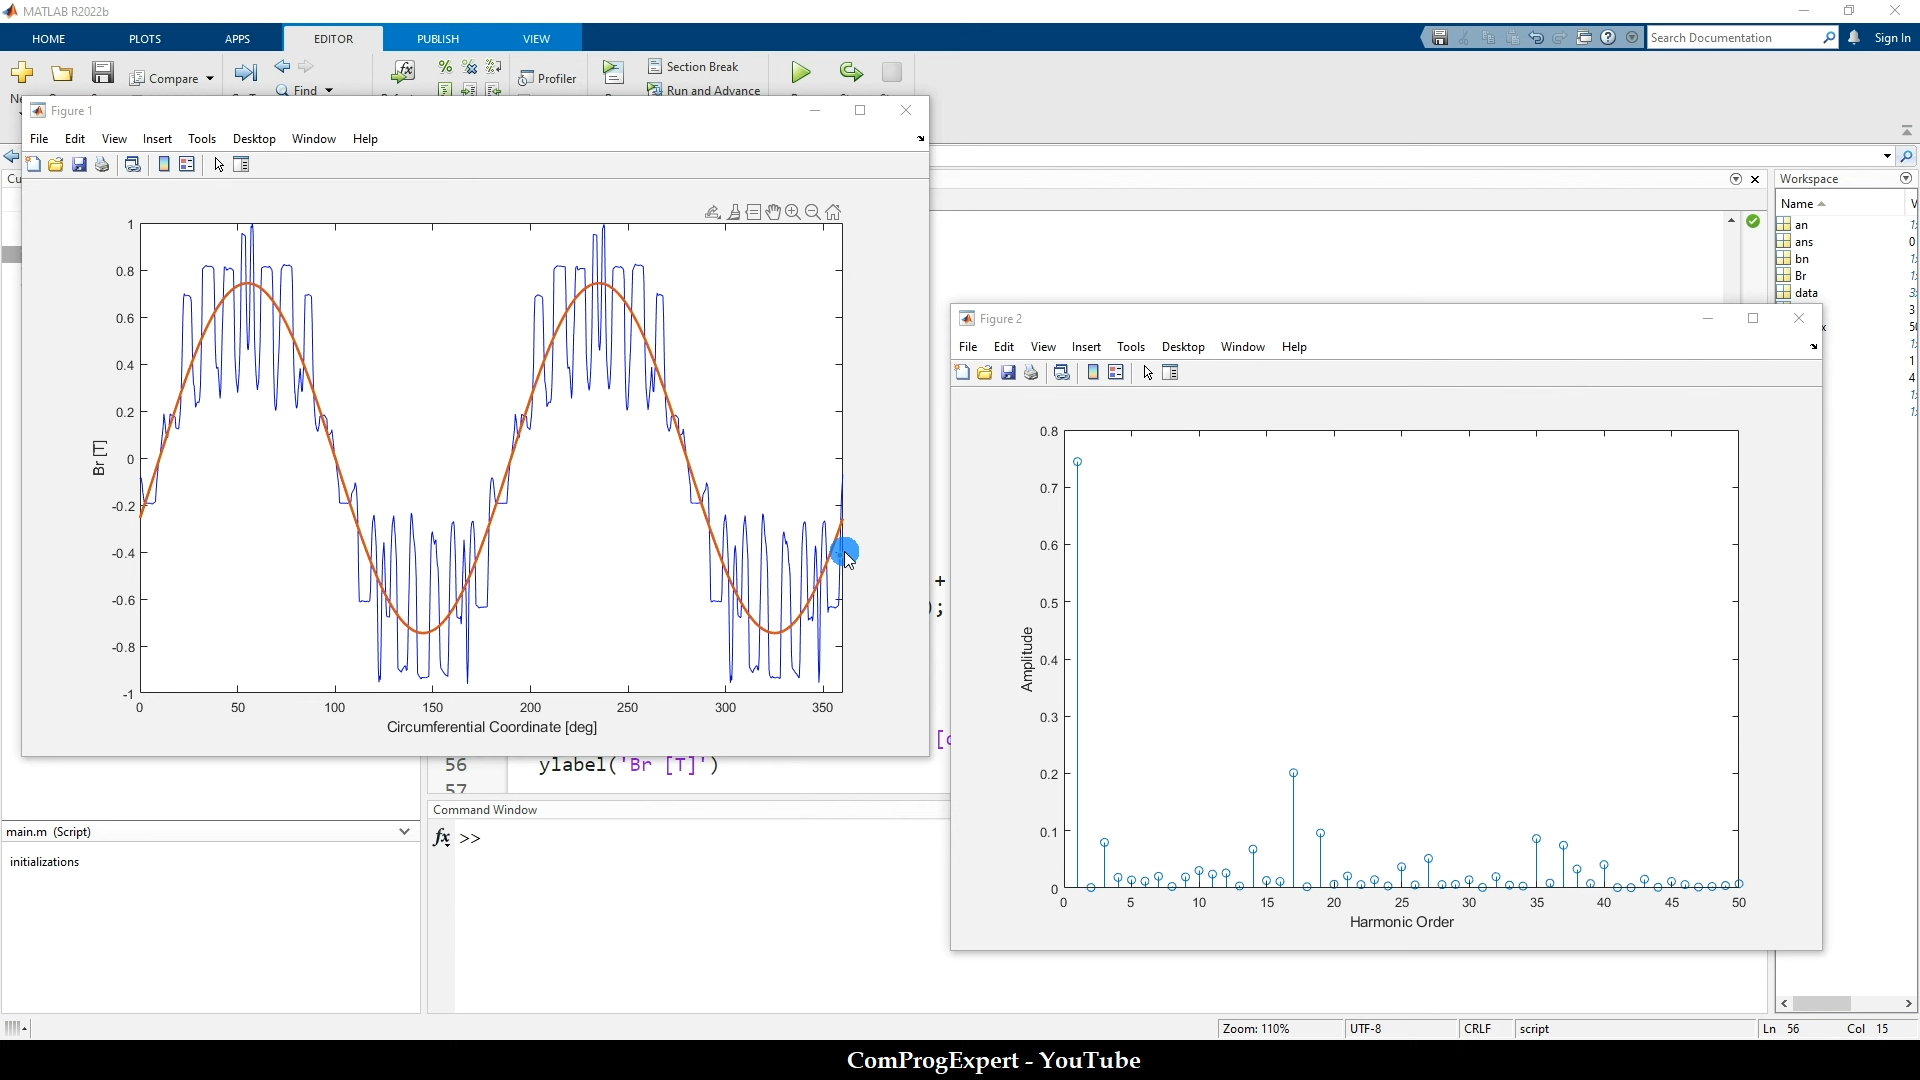 MATLAB R2022b
HOME PLOTS APPS EDITOR PUBLISH VIEW
Search Documentation
Sign In
Compare
Find
Profiler
Section Break
Run and Advance
Figure 1
File Edit View Insert Tools Desktop Window Help
1
0.8
0.6
0.4
0.2
0
-0.2
-0.4
-0.6
-0.8
-1
Br [T]
0 50 100 150 200 250 300 350
Circumferential Coordinate [deg]
Workspace
Name
an
ans 0
bn
Br
data
Figure 2
File Edit View Insert Tools Desktop Window Help
0.8
0.7
0.6
0.5
0.4
0.3
0.2
0.1
0
Amplitude
0 5 10 15 20 25 30 35 40 45 50
Harmonic Order
+
);
56 ylabel('Br [T]')
57
Command Window
fx >>
main.m (Script)
initializations
Zoom: 110% UTF-8 CRLF script Ln 56 Col 15
ComProgExpert - YouTube